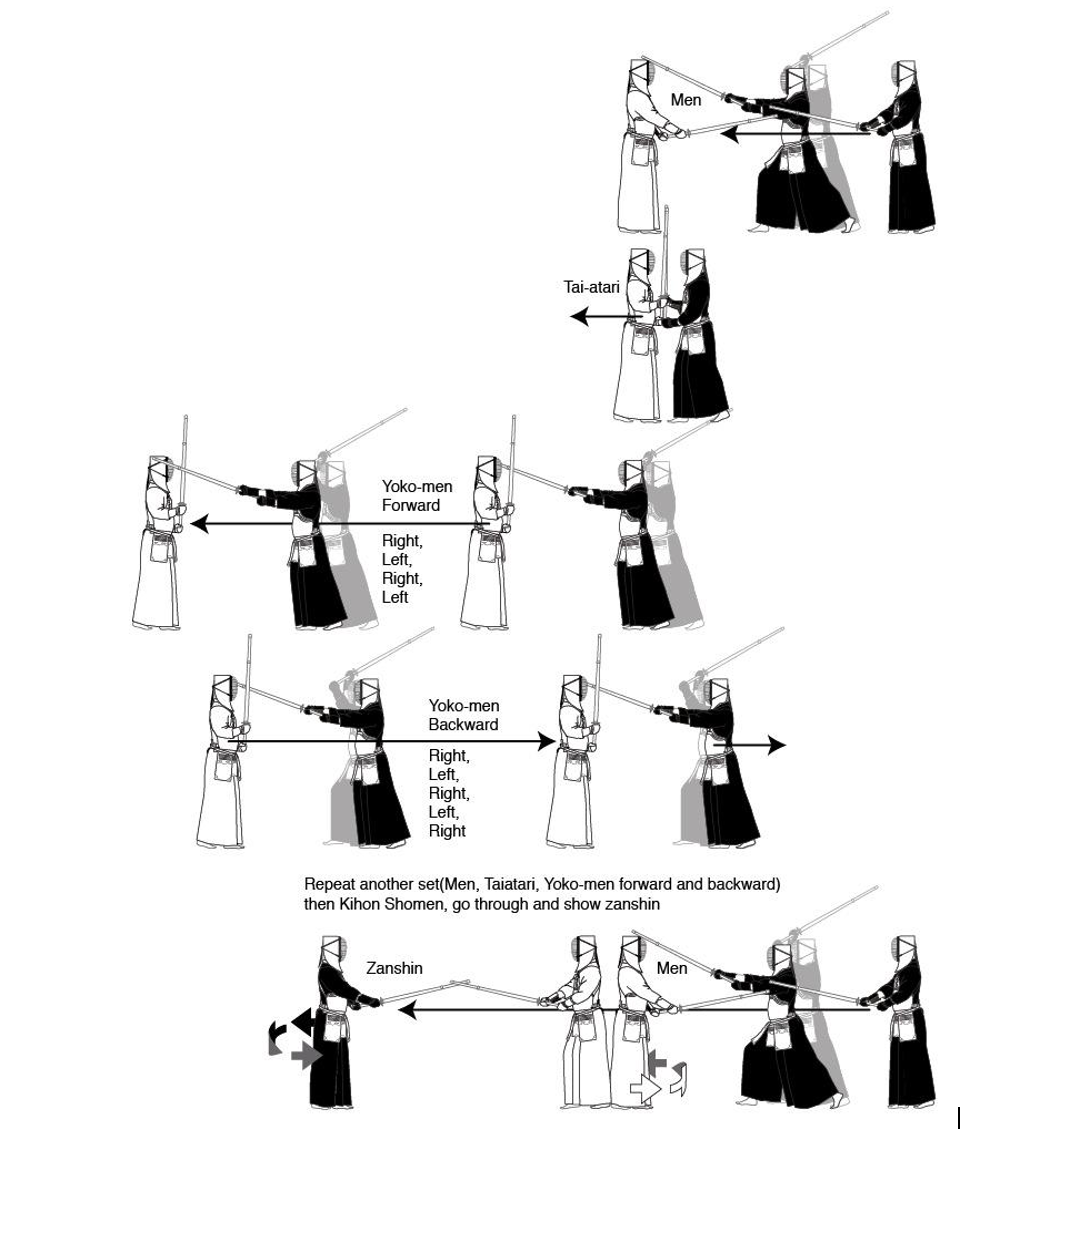 Men
Tai-atari
Yoko-men
Forward
Right,
Left,
Right,
Left
Yoko-men
Backward
Right,
Left,
Right,
Left,
Right
Repeat another set(Men, Taiatari, Yoko-men forward and backward)
then Kihon Shomen, go through and show zanshin
Zanshin
Men